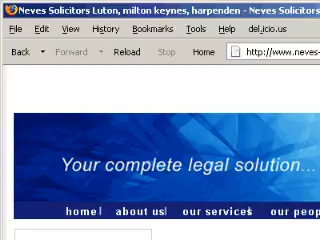 Neves Solicitors Luton, milton keynes, harpenden - Neves Solicitors
File Edit View History Bookmarks Tools Help del.icio.us
Back Forward Reload Stop Home http://www.neves-
Your complete legal solution...
home | about us | our services | our peop